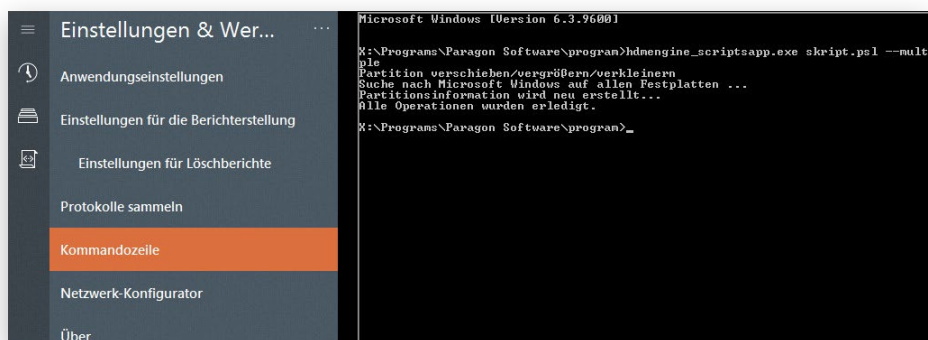 Einstellungen & Wer... ...
Anwendungseinstellungen
Einstellungen für die Berichterstellung
Einstellungen für Löschberichte
Protokolle sammeln
Kommandozeile
Netzwerk-Konfigurator
Über
Microsoft Windows [Version 6.3.9600]
X:\Programs\Paragon Software\program>hdmengine_scriptsapp.exe skript.psl --mult
ple
Partition verschieben/vergrößern/verkleinern
Suche nach Microsoft Windows auf allen Festplatten ...
Partitionsinformation wird neu erstellt...
Alle Operationen wurden erledigt.
X:\Programs\Paragon Software\program>_